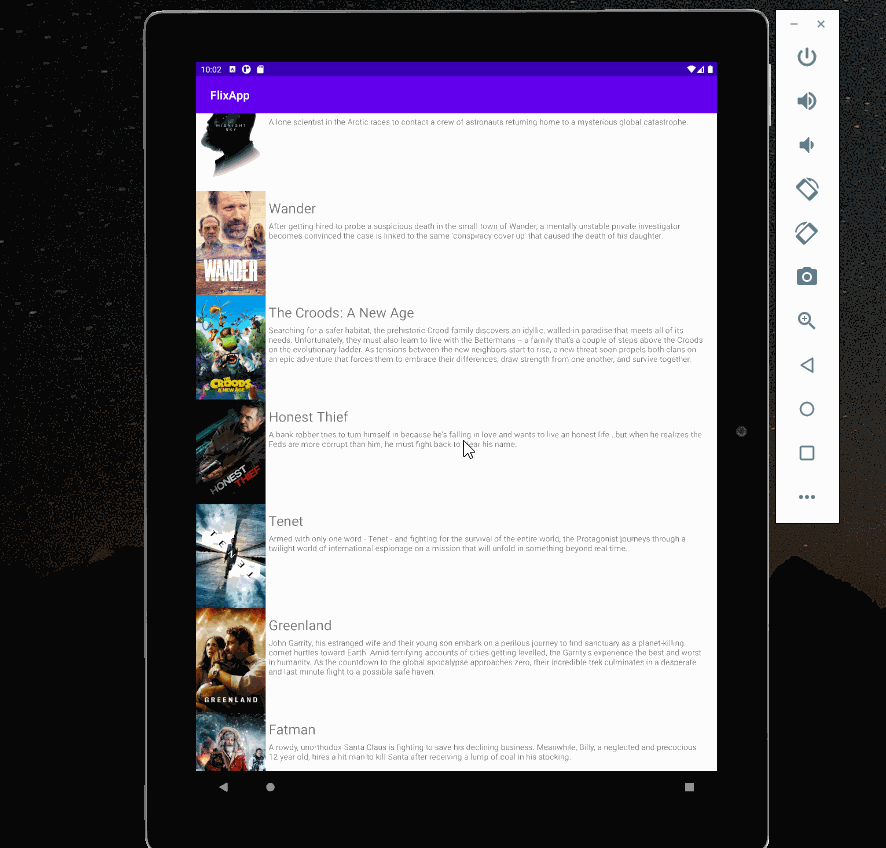 10:02
FlixApp
MIDNIGHT
SKY
A lone scientist in the Arctic races to contact a crew of astronauts returning home to a mysterious global catastrophe.
WANDER
Wander
After getting hired to probe a suspicious death in the small town of Wander, a mentally unstable private investigator
becomes convinced the case is linked to the same 'conspiracy cover up' that caused the death of his daughter.
THE
CROODS
A NEW AGE
The Croods: A New Age
Searching for a safer habitat, the prehistoric Crood family discovers an idyllic, walled-in paradise that meets all of its
needs. Unfortunately, they must also learn to live with the Bettermans -- a family that's a couple of steps above the Croods
on the evolutionary ladder. As tensions between the new neighbors start to rise, a new threat soon propels both clans on
an epic adventure that forces them to embrace their differences, draw strength from one another, and survive together.
HONEST
THIEF
Honest Thief
A bank robber tries to turn himself in because he's falling in love and wants to live an honest life...but when he realizes the
Feds are more corrupt than him, he must fight back to clear his name.
TENET
Tenet
Armed with only one word - Tenet - and fighting for the survival of the entire world, the Protagonist journeys through a
twilight world of international espionage on a mission that will unfold in something beyond real time.
GREENLAND
Greenland
John Garrity, his estranged wife and their young son embark on a perilous journey to find sanctuary as a planet-killing
comet hurtles toward Earth. Amid terrifying accounts of cities getting levelled, the Garrity's experience the best and worst
in humanity. As the countdown to the global apocalypse approaches zero, their incredible trek culminates in a desperate
and last-minute flight to a possible safe haven.
Fatman
A rowdy, unorthodox Santa Claus is fighting to save his declining business. Meanwhile, Billy, a neglected and precocious
12 year old, hires a hit man to kill Santa after receiving a lump of coal in his stocking.